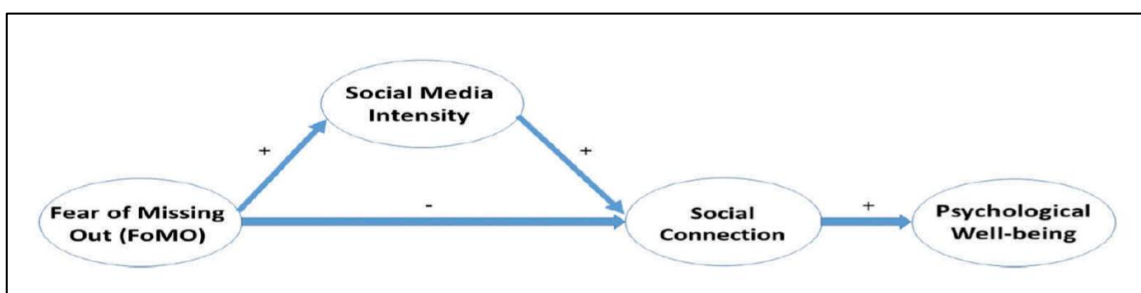 Social Media
Intensity
+
+
Fear of Missing
Out (FoMO)
-
Social
Connection
+
Psychological
Well-being